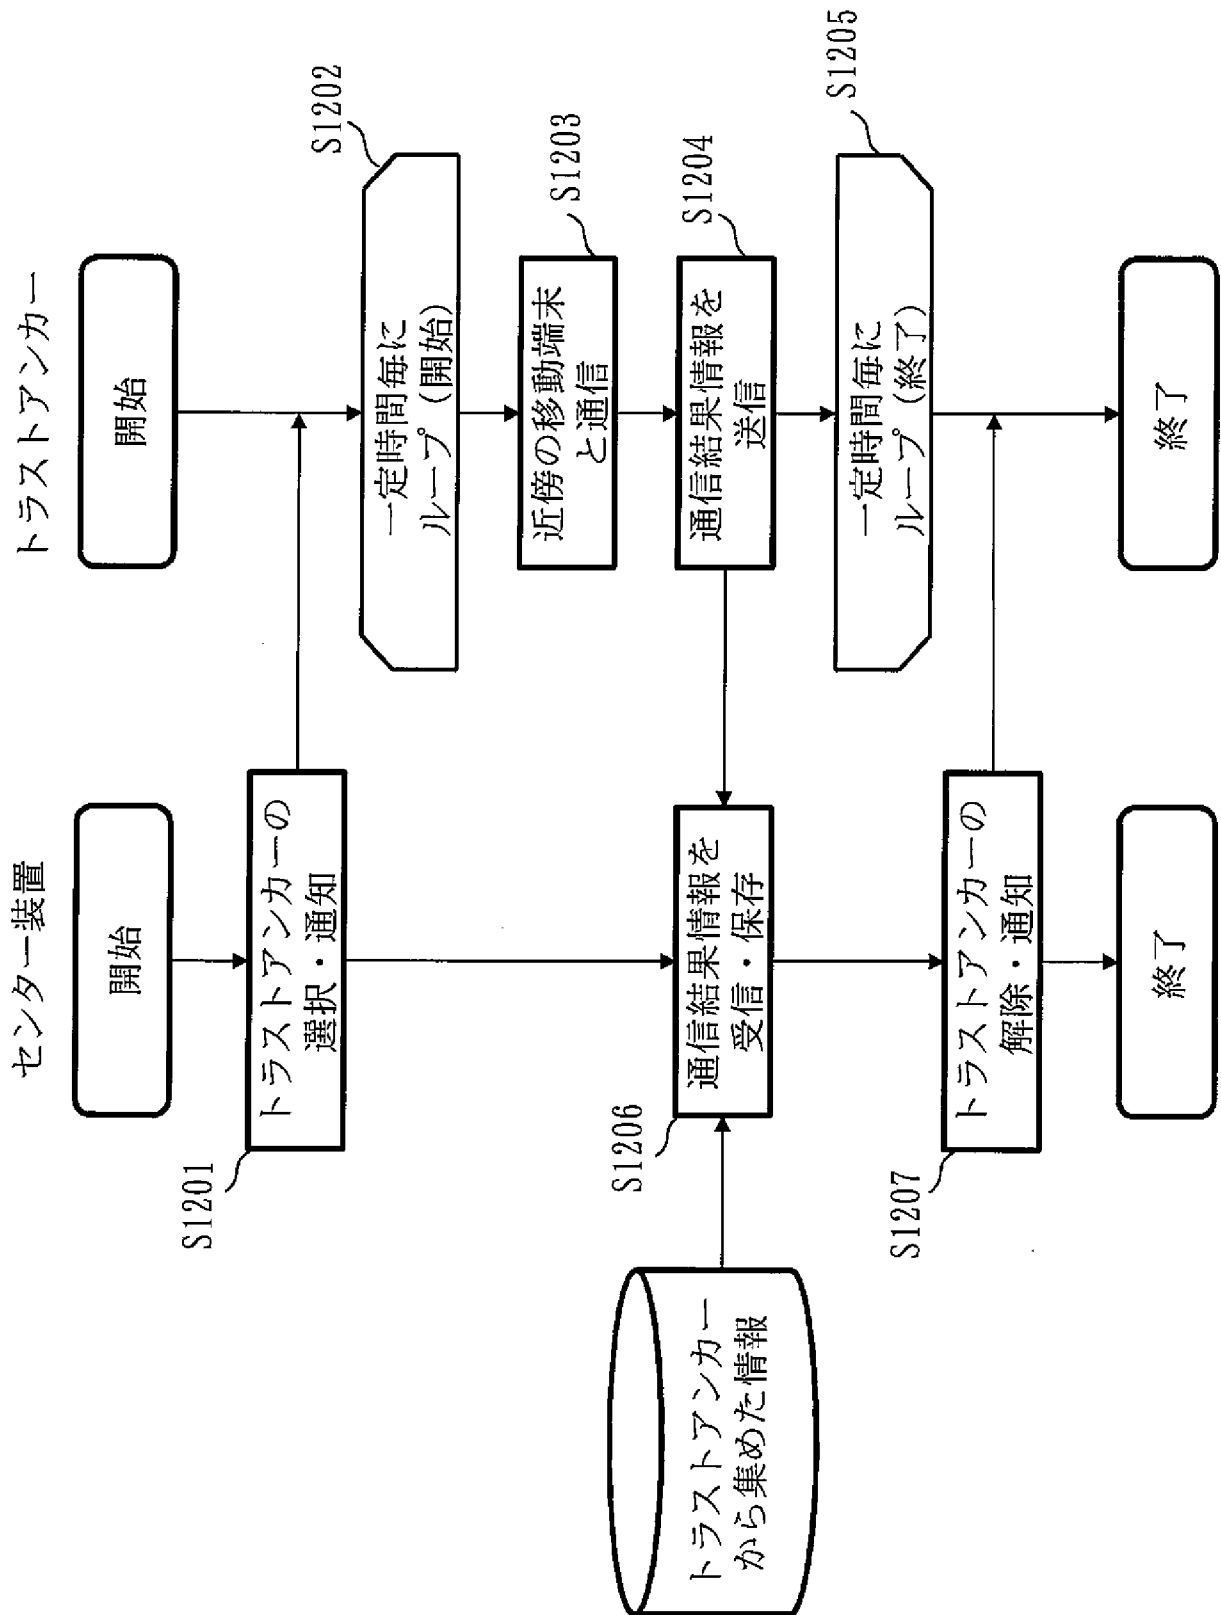 センター装置
開始
S1201
トラストアンカーの
選択・通知
トラストアンカー
から集めた情報
S1206
通信結果情報を
受信・保存
S1207
トラストアンカーの
解除・通知
終了
トラストアンカー
開始
S1202
一定時間毎に
ループ (開始)
S1203
近傍の移動端末
と通信
S1204
通信結果情報を
送信
S1205
一定時間毎に
ループ (終了)
終了